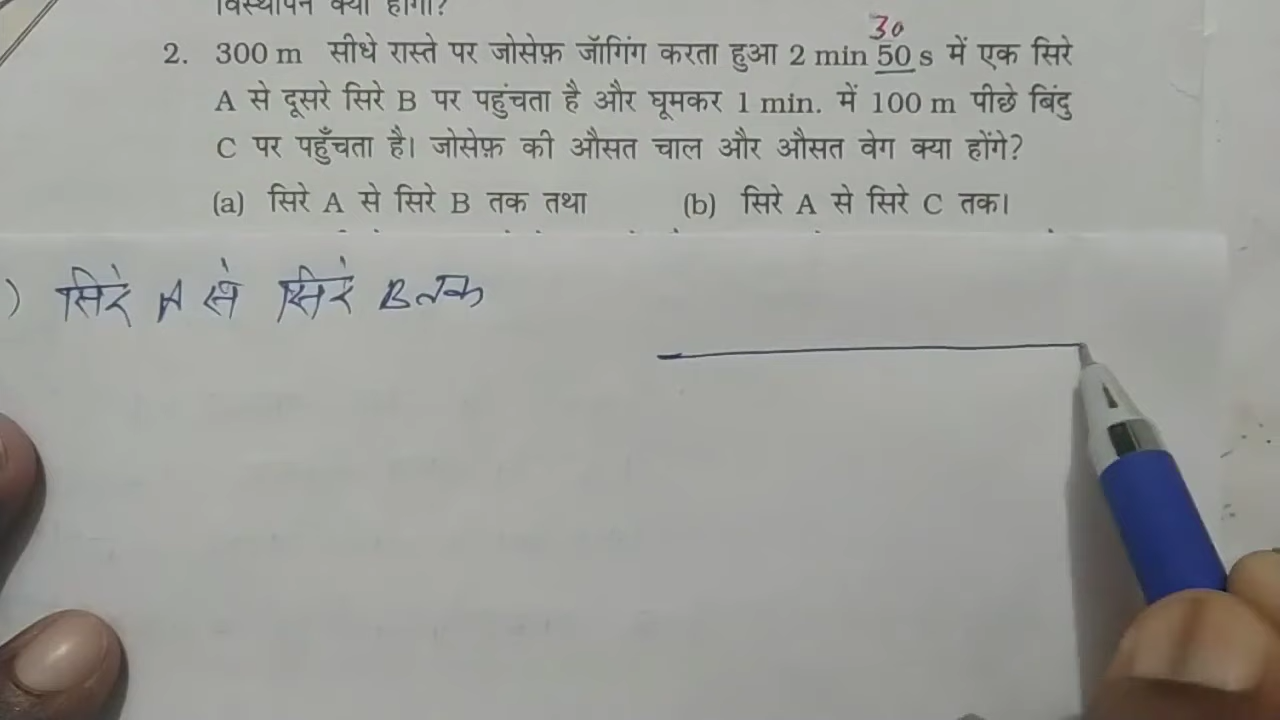 विस्थापन क्या होगा?
30
2. 300 m सीधे रास्ते पर जोसेफ़ जॉगिंग करता हुआ 2 min 50 s में एक सिरे
A से दूसरे सिरे B पर पहुंचता है और घूमकर 1 min. में 100 m पीछे बिंदु
C पर पहुँचता है। जोसेफ़ की औसत चाल और औसत वेग क्या होंगे?
(a) सिरे A से सिरे B तक तथा (b) सिरे A से सिरे C तक।
) सिरे A से सिरे B तक